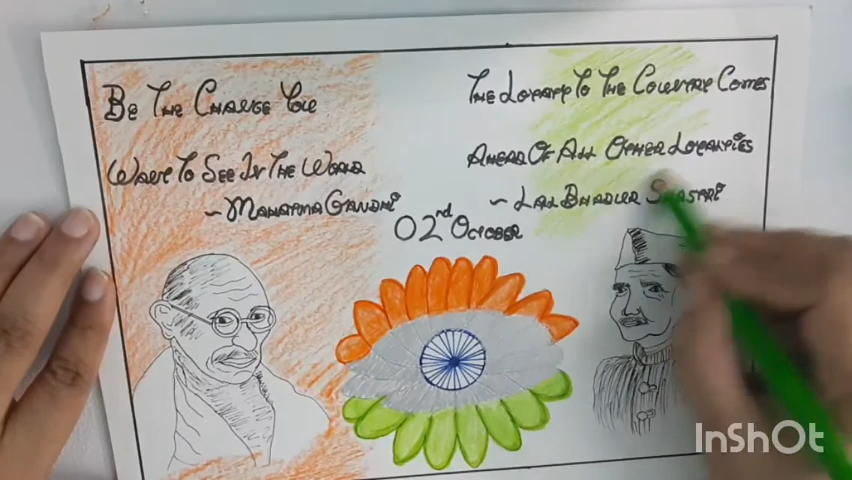 Be The Change You
Want To See In The World
~ Mahatma Gandhi
The Loyalty To The Country Comes
Ahead Of All Other Loyalties
~ Lal Bhadur Shastri
02nd October
InShOt